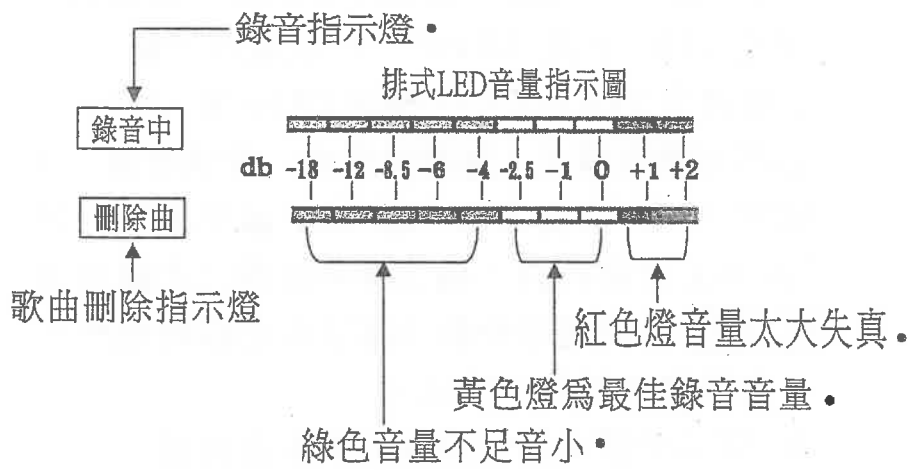 錄音指示燈•
排式LED音量指示圖
錄音中
db -18 -12 -8.5 -6 -4 -2.5 -1 0 +1 +2
刪除曲
歌曲刪除指示燈
紅色燈音量太大失真•
黃色燈爲最佳錄音音量•
綠色音量不足音小•